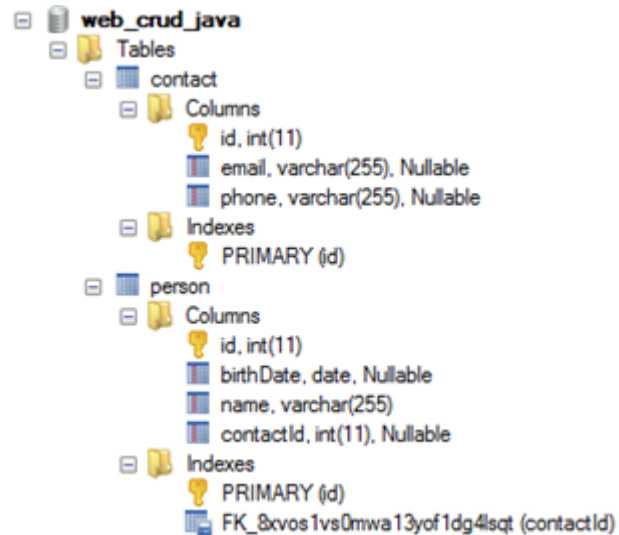 web_crud_java
Tables
contact
Columns
id, int(11)
email, varchar(255), Nullable
phone, varchar(255), Nullable
Indexes
PRIMARY (id)
person
Columns
id, int(11)
birthDate, date, Nullable
name, varchar(255)
contactId, int(11), Nullable
Indexes
PRIMARY (id)
FK_8xvos1vs0mwa13yof1dg4lsqt (contactId)